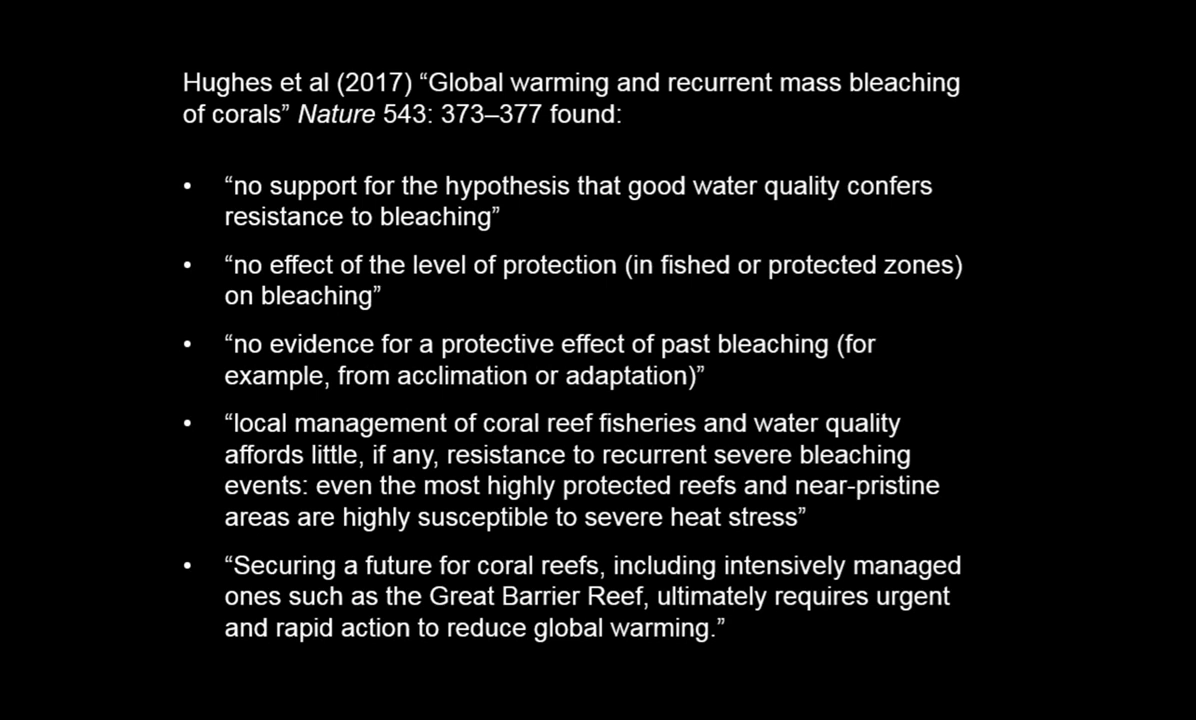 Hughes et al (2017) “Global warming and recurrent mass bleaching
of corals” Nature 543: 373–377 found:
• “no support for the hypothesis that good water quality confers
resistance to bleaching”
• “no effect of the level of protection (in fished or protected zones)
on bleaching”
• “no evidence for a protective effect of past bleaching (for
example, from acclimation or adaptation)”
• “local management of coral reef fisheries and water quality
affords little, if any, resistance to recurrent severe bleaching
events: even the most highly protected reefs and near-pristine
areas are highly susceptible to severe heat stress”
• “Securing a future for coral reefs, including intensively managed
ones such as the Great Barrier Reef, ultimately requires urgent
and rapid action to reduce global warming.”